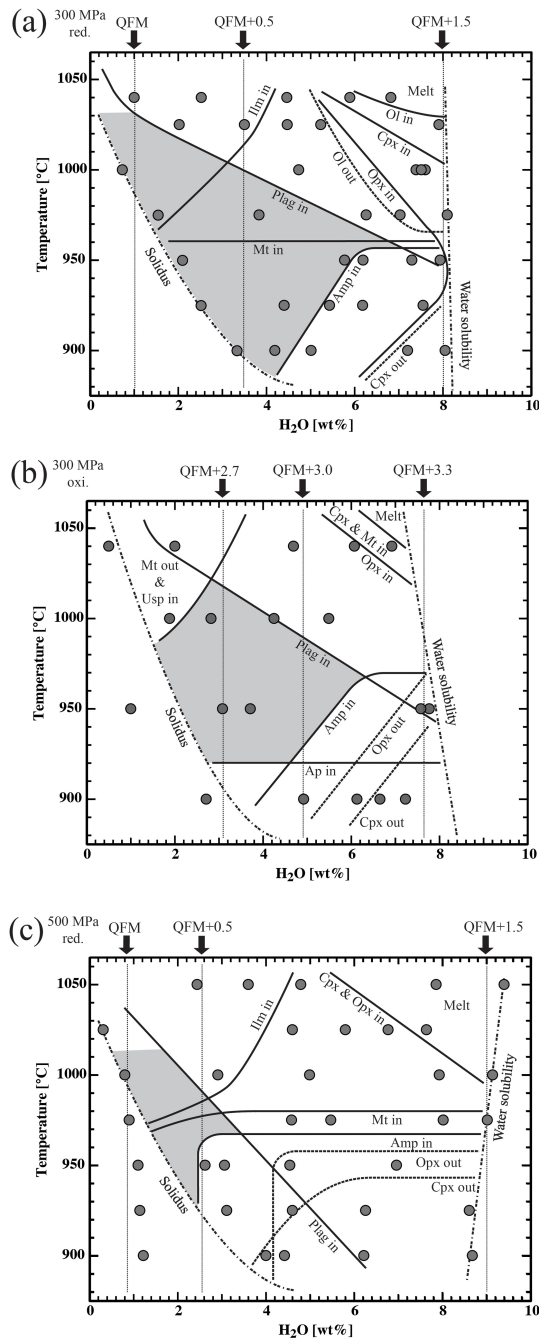 (a)
300 MPa
red.
QFM
QFM+0.5
QFM+1.5
1050
1000
950
900
Temperature [°C]
Ilm in
Melt
Ol in
Cpx in
Opx in
Ol out
Plag in
Mt in
Amp in
Solidus
Cpx out
Water solubility
0 2 4 6 8 10
H2O [wt%]
(b)
300 MPa
oxi.
QFM+2.7
QFM+3.0
QFM+3.3
1050
1000
950
900
Temperature [°C]
Mt out
&
Usp in
Melt
Cpx & Mt in
Opx in
Plag in
Water solubility
Amp in
Solidus
Opx out
Ap in
Cpx out
0 2 4 6 8 10
H2O [wt%]
(c)
500 MPa
red.
QFM
QFM+0.5
QFM+1.5
1050
1000
950
900
Temperature [°C]
Ilm in
Cpx & Opx in
Melt
Water solubility
Mt in
Amp in
Opx out
Cpx out
Solidus
Plag in
0 2 4 6 8 10
H2O [wt%]